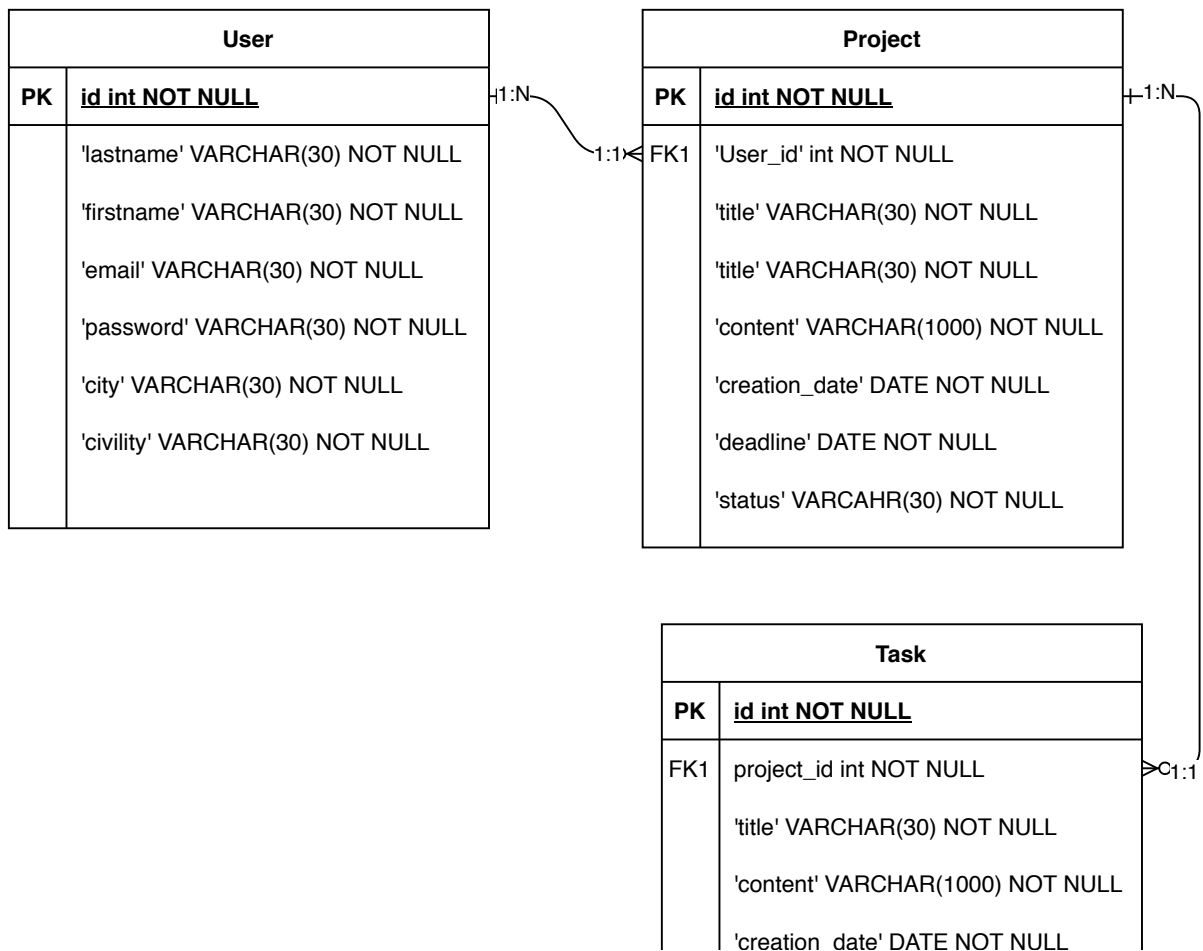 User
PK id int NOT NULL
'lastname' VARCHAR(30) NOT NULL
'firstname' VARCHAR(30) NOT NULL
'email' VARCHAR(30) NOT NULL
'password' VARCHAR(30) NOT NULL
'city' VARCHAR(30) NOT NULL
'civility' VARCHAR(30) NOT NULL
1:N
1:1
Project
PK id int NOT NULL
FK1 'User_id' int NOT NULL
'title' VARCHAR(30) NOT NULL
'title' VARCHAR(30) NOT NULL
'content' VARCHAR(1000) NOT NULL
'creation_date' DATE NOT NULL
'deadline' DATE NOT NULL
'status' VARCAHR(30) NOT NULL
1:N
Task
PK id int NOT NULL
FK1 project_id int NOT NULL
1:1
'title' VARCHAR(30) NOT NULL
'content' VARCHAR(1000) NOT NULL
'creation_date' DATE NOT NULL